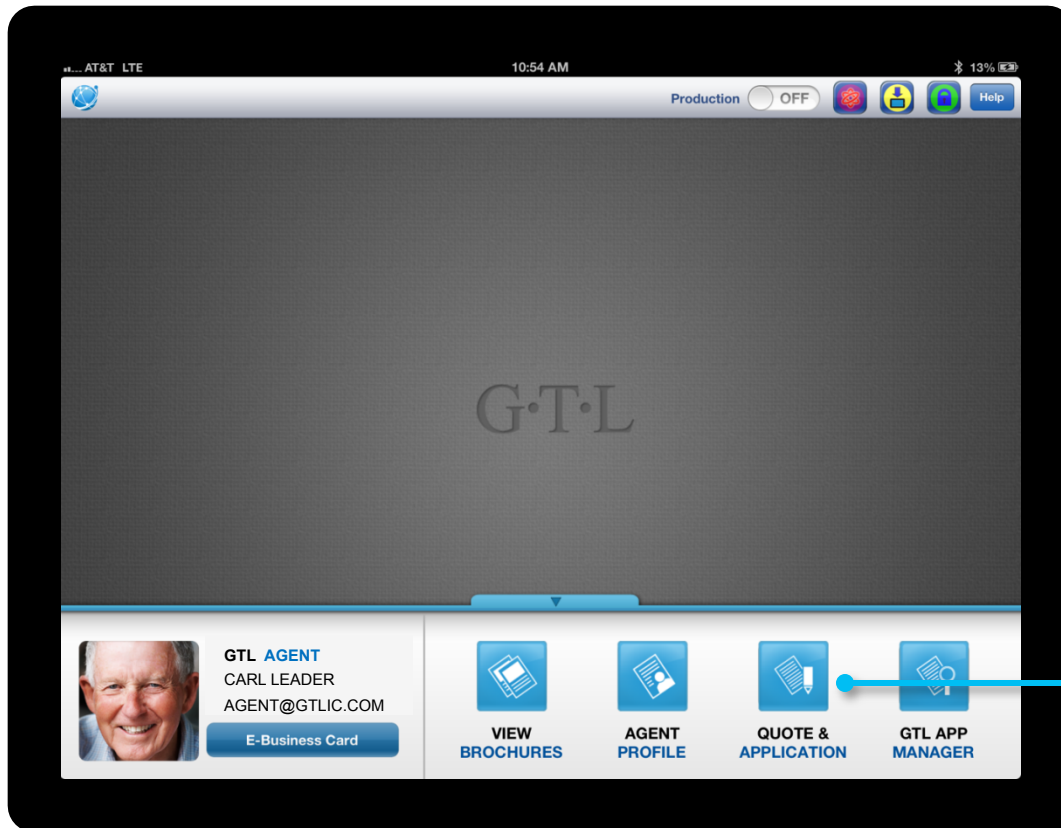 AT&T LTE
10:54 AM
13%
Production OFF
Help
G·T·L
GTL AGENT
CARL LEADER
AGENT@GTLIC.COM
E-Business Card
VIEW
BROCHURES
AGENT
PROFILE
QUOTE &
APPLICATION
GTL APP
MANAGER